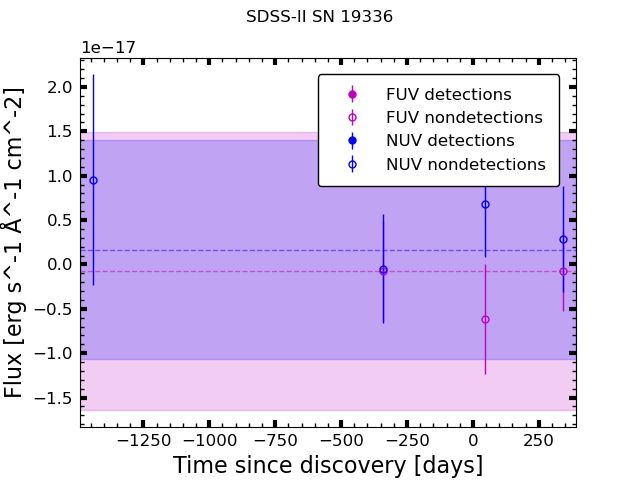 SDSS-II SN 19336
1e−17
FUV detections
FUV nondetections
NUV detections
NUV nondetections
2.0
1.5
1.0
0.5
0.0
−0.5
−1.0
−1.5
Flux [erg s^-1 Å^-1 cm^-2]
−1250 −1000 −750 −500 −250 0 250
Time since discovery [days]